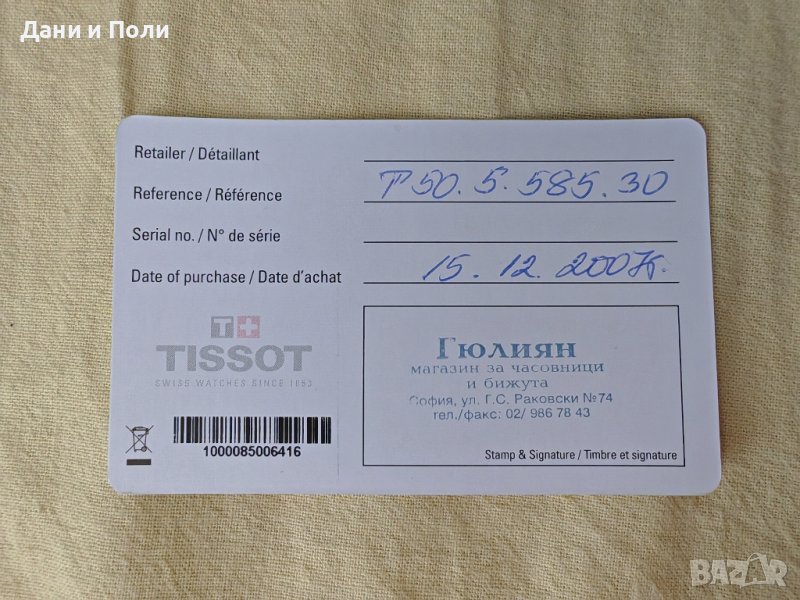 Дани и Поли
Retailer / Détaillant
Reference / Référence T50.5.585.30
Serial no. / N° de série
Date of purchase / Date d'achat 15.12.2007г.
T+
TISSOT
SWISS WATCHES SINCE 1853
1000085006416
Гюлиян
магазин за часовници
и бижута
София, ул. Г.С. Раковски №74
тел./факс: 02/ 986 78 43
Stamp & Signature / Timbre et signature
BAZAR